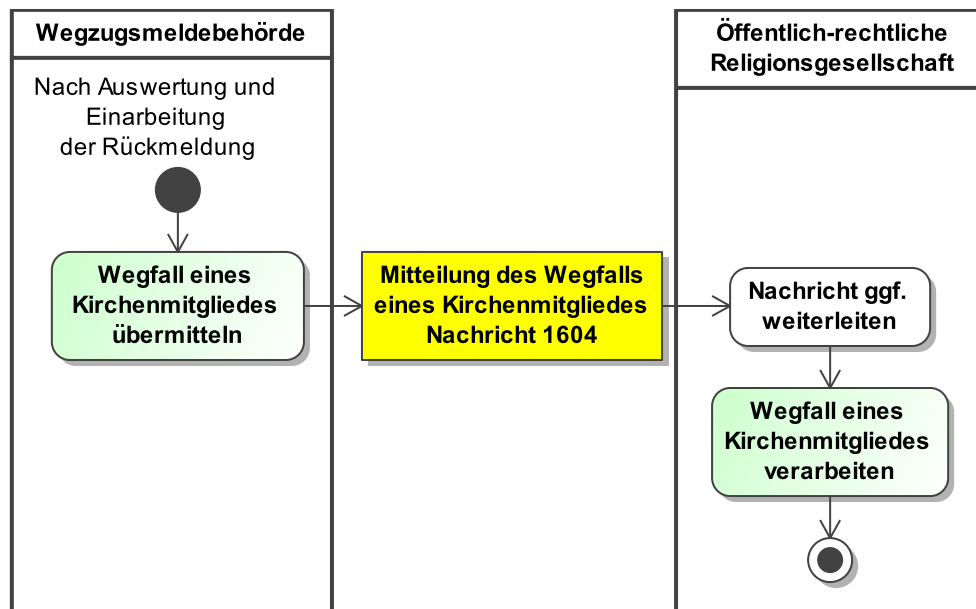 Wegzugsmeldebehörde
Nach Auswertung und
Einarbeitung
der Rückmeldung
Wegfall eines
Kirchenmitgliedes
übermitteln
Mitteilung des Wegfalls
eines Kirchenmitgliedes
Nachricht 1604
Öffentlich-rechtliche
Religionsgesellschaft
Nachricht ggf.
weiterleiten
Wegfall eines
Kirchenmitgliedes
verarbeiten